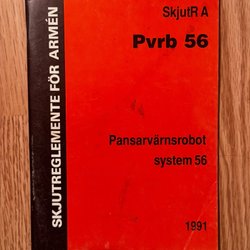 SKJUTREGLEMENTE FÖR ARMÉN
SkjutR A
Pvrb 56
Pansarvärnsrobot
system 56
1991